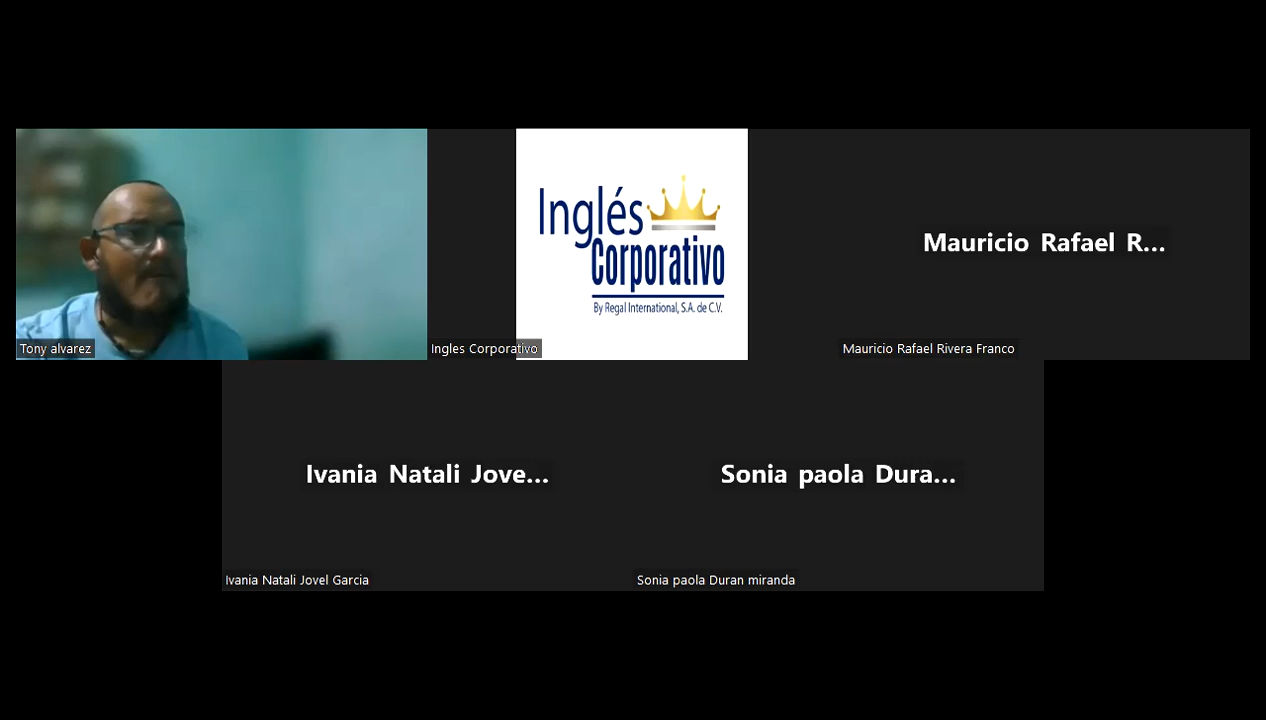 Tony alvarez
Inglés
Corporativo
By Regal International, S.A. de C.V.
Ingles Corporativo
Mauricio Rafael R...
Mauricio Rafael Rivera Franco
Ivania Natali Jove...
Ivania Natali Jovel Garcia
Sonia paola Dura...
Sonia paola Duran miranda